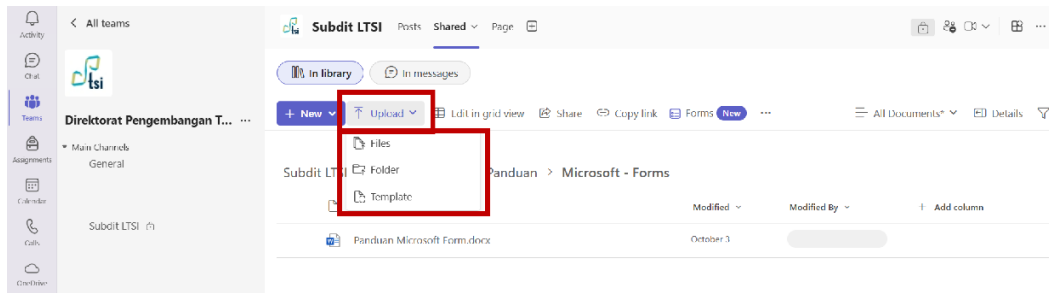 Activity
Chat
Teams
Assignments
Calendar
Calls
OneDrive
All teams
ltsi
Direktorat Pengembangan T... ...
Main Channels
General
Subdit LTSI
Subdit LTSI Posts Shared Page
In library In messages
+ New Upload Edit in grid view Share Copy link Forms New ... All Documents* Details
Files
Folder
Template
Subdit LTSI Panduan > Microsoft - Forms
Modified Modified By + Add column
Panduan Microsoft Form.docx October 3